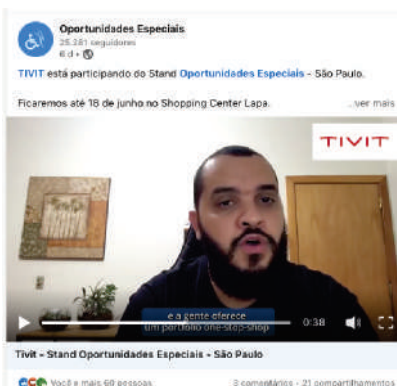 Oportunidades Especiais
25.281 seguidores
6 d •
TIVIT está participando do Stand Oportunidades Especiais - São Paulo.
Ficaremos até 18 de junho no Shopping Center Lapa.
...ver mais
TIVIT
e a gente oferece
um portfólio one-stop-shop
0:38
Tivit - Stand Oportunidades Especiais - São Paulo
Você e mais 60 pessoas
3 comentários • 21 compartilhamentos